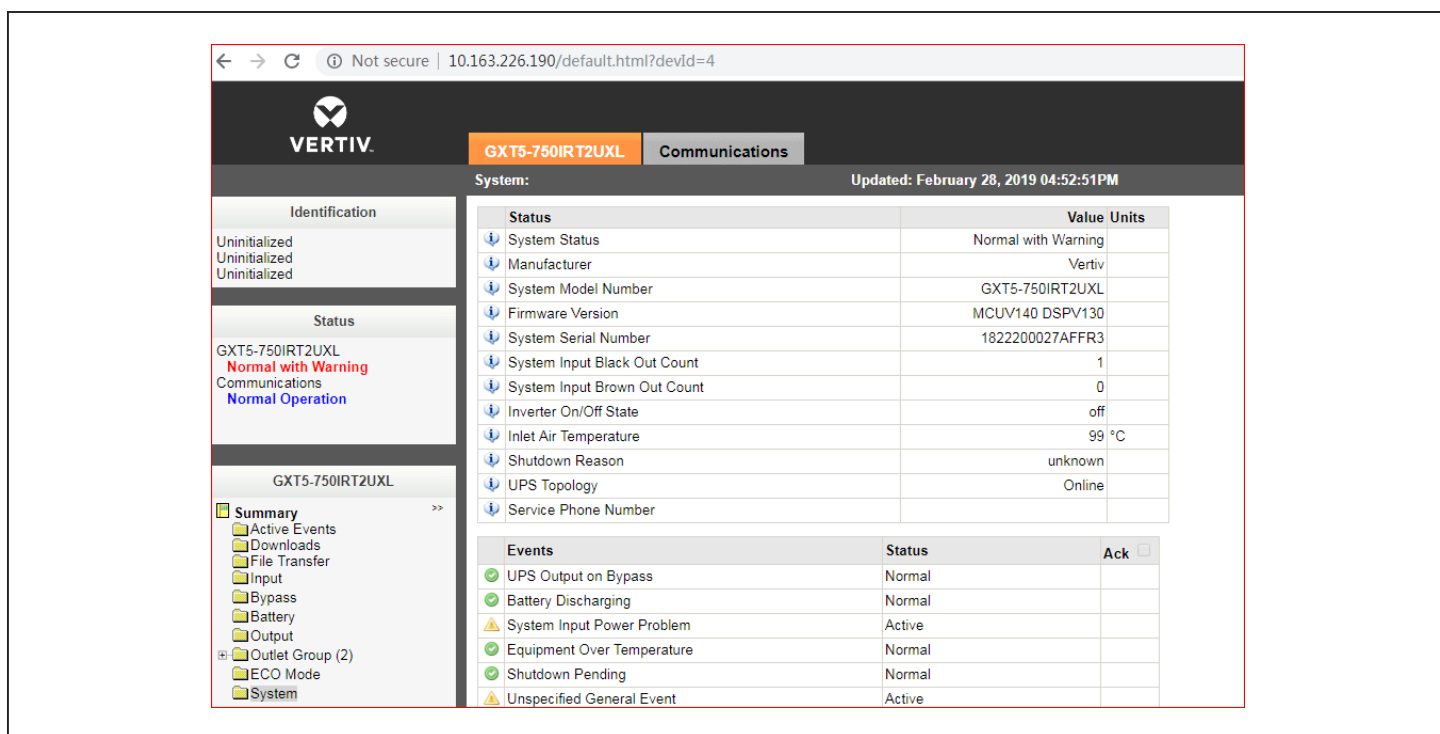 Not secure | 10.163.226.190/default.html?devId=4
VERTIV.
GXT5-750IRT2UXL Communications
System: Updated: February 28, 2019 04:52:51PM
Identification
Uninitialized
Uninitialized
Uninitialized
Status
GXT5-750IRT2UXL
Normal with Warning
Communications
Normal Operation
GXT5-750IRT2UXL
Summary >>
Active Events
Downloads
File Transfer
Input
Bypass
Battery
Output
Outlet Group (2)
ECO Mode
System
Status Value Units
System Status Normal with Warning
Manufacturer Vertiv
System Model Number GXT5-750IRT2UXL
Firmware Version MCUV140 DSPV130
System Serial Number 1822200027AFFR3
System Input Black Out Count 1
System Input Brown Out Count 0
Inverter On/Off State off
Inlet Air Temperature 99 °C
Shutdown Reason unknown
UPS Topology Online
Service Phone Number
Events Status Ack
UPS Output on Bypass Normal
Battery Discharging Normal
System Input Power Problem Active
Equipment Over Temperature Normal
Shutdown Pending Normal
Unspecified General Event Active